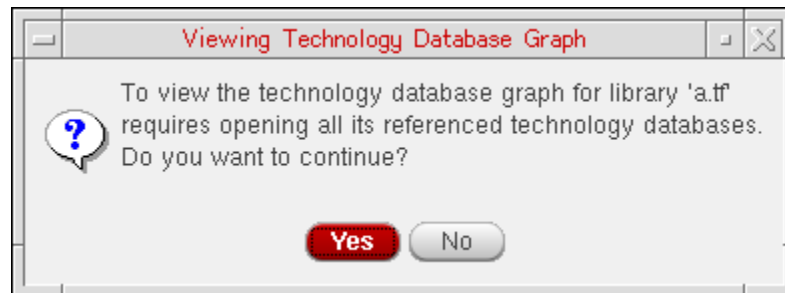 Viewing Technology Database Graph
To view the technology database graph for library 'a.tf'
requires opening all its referenced technology databases.
Do you want to continue?
?
Yes No